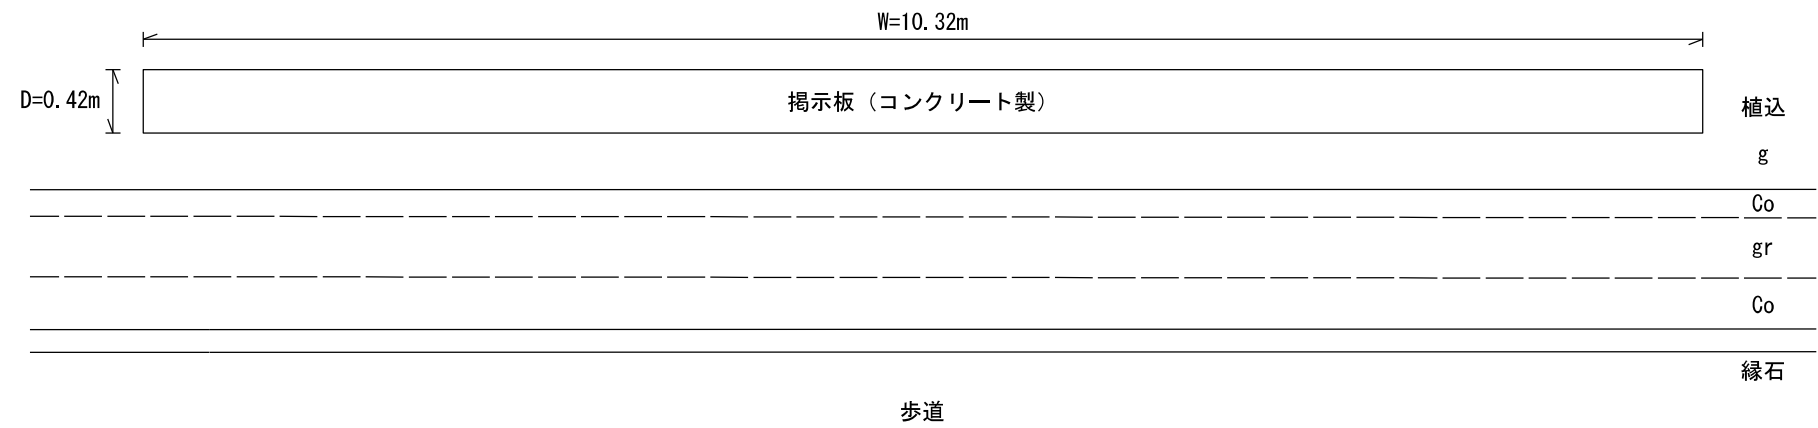 W=10.32m
D=0.42m
掲示板（コンクリート製）
植込
g
Co
gr
Co
縁石
歩道